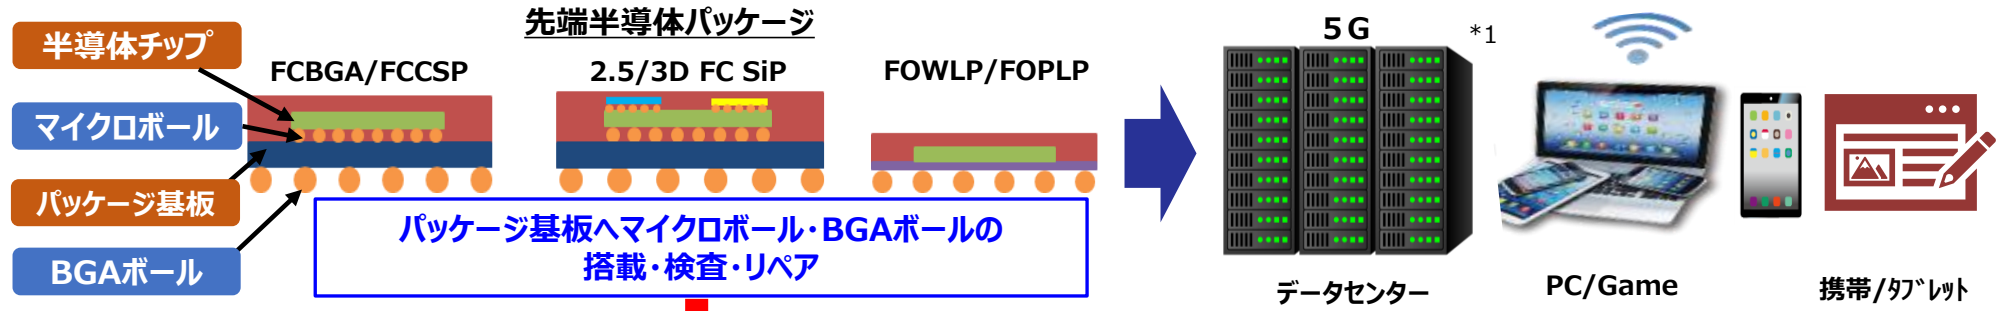 先端半導体パッケージ
半導体チップ
マイクロボール
パッケージ基板
BGAボール
FCBGA/FCCSP
2.5/3D FC SiP
FOWLP/FOPLP
パッケージ基板へマイクロボール・BGAボールの
搭載・検査・リペア
5G
*1
データセンター
PC/Game
携帯/ﾀﾌﾞﾚｯﾄ